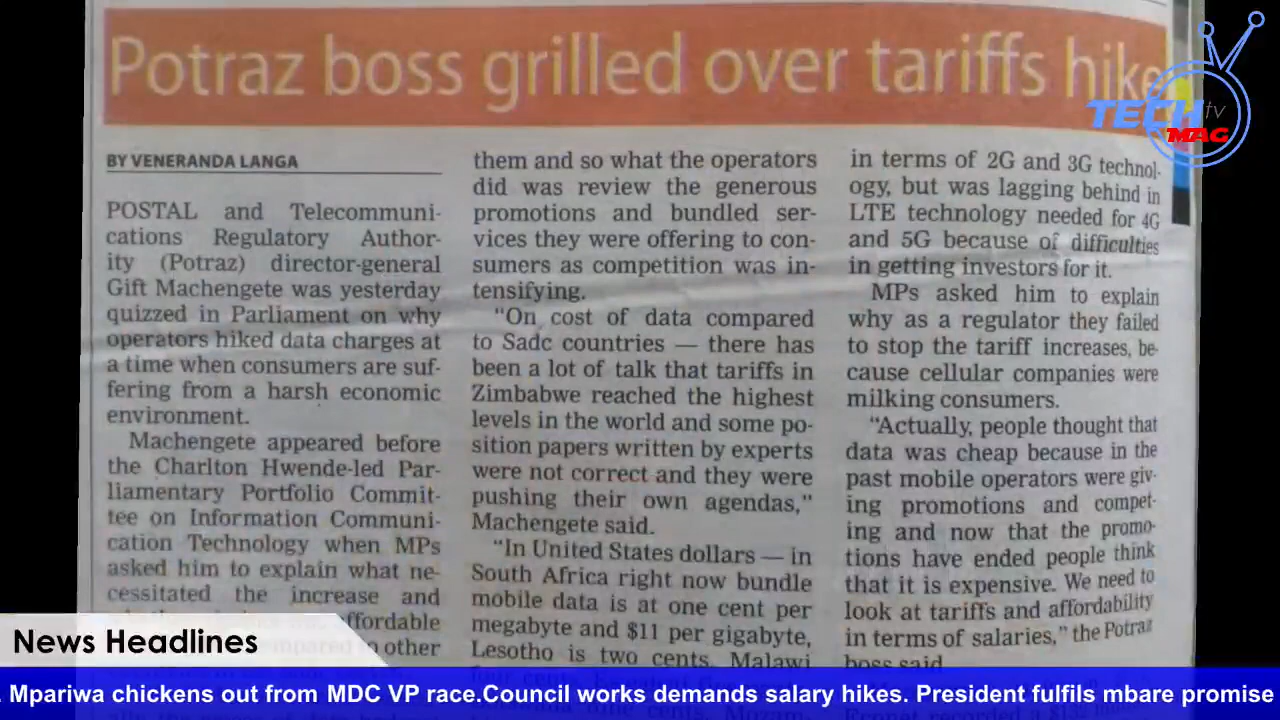 Potraz boss grilled over tariffs hike
TECH tv
MAG
BY VENERANDA LANGA
POSTAL and Telecommuni-
cations Regulatory Author-
ity (Potraz) director-general
Gift Machengete was yesterday
quizzed in Parliament on why
operators hiked data charges at
a time when consumers are suf-
fering from a harsh economic
environment.
Machengete appeared before
the Charlton Hwende-led Par-
liamentary Portfolio Commit-
tee on Information Communi-
cation Technology when MPs
asked him to explain what ne-
cessitated the increase and
affordable
other
them and so what the operators
did was review the generous
promotions and bundled ser-
vices they were offering to con-
sumers as competition was in-
tensifying.
"On cost of data compared
to Sadc countries — there has
been a lot of talk that tariffs in
Zimbabwe reached the highest
levels in the world and some po-
sition papers written by experts
were not correct and they were
pushing their own agendas,"
Machengete said.
"In United States dollars — in
South Africa right now bundle
mobile data is at one cent per
megabyte and $11 per gigabyte,
Lesotho is two cents, Malawi
in terms of 2G and 3G technol-
ogy, but was lagging behind in
LTE technology needed for 4G
and 5G because of difficulties
in getting investors for it.
MPs asked him to explain
why as a regulator they failed
to stop the tariff increases, be-
cause cellular companies were
milking consumers.
"Actually, people thought that
data was cheap because in the
past mobile operators were giv-
ing promotions and compet-
ing and now that the promo-
tions have ended people think
that it is expensive. We need to
look at tariffs and affordability
in terms of salaries," the Potraz
boss said
News Headlines
Mpariwa chickens out from MDC VP race.Council works demands salary hikes. President fulfils mbare promise